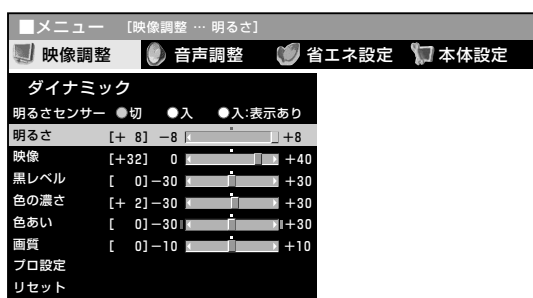 ■メニュー [映像調整 … 明るさ]
映像調整 音声調整 省エネ設定 本体設定
ダイナミック
明るさセンサー ●切 ●入 ●入:表示あり
明るさ [+ 8] −8 +8
映像 [+32] 0 +40
黒レベル [ 0] −30 +30
色の濃さ [+ 2] −30 +30
色あい [ 0] −30 +30
画質 [ 0] −10 +10
プロ設定
リセット